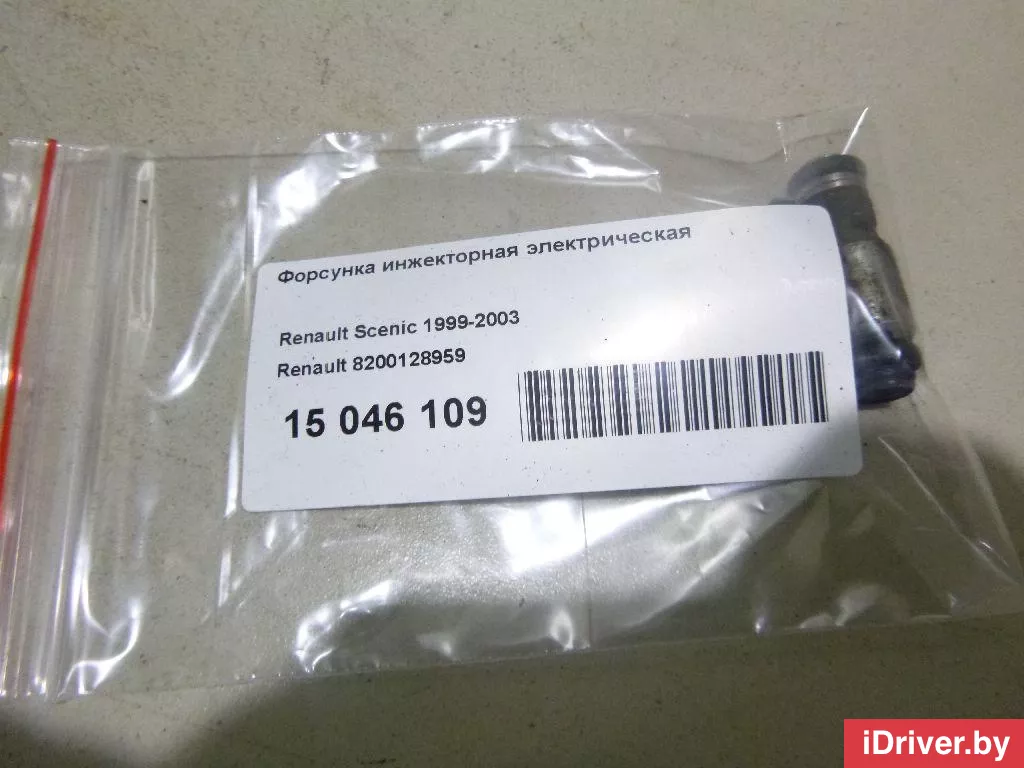 Форсунка инжекторная электрическая
Renault Scenic 1999-2003
Renault 8200128959
15 046 109
iDriver.by